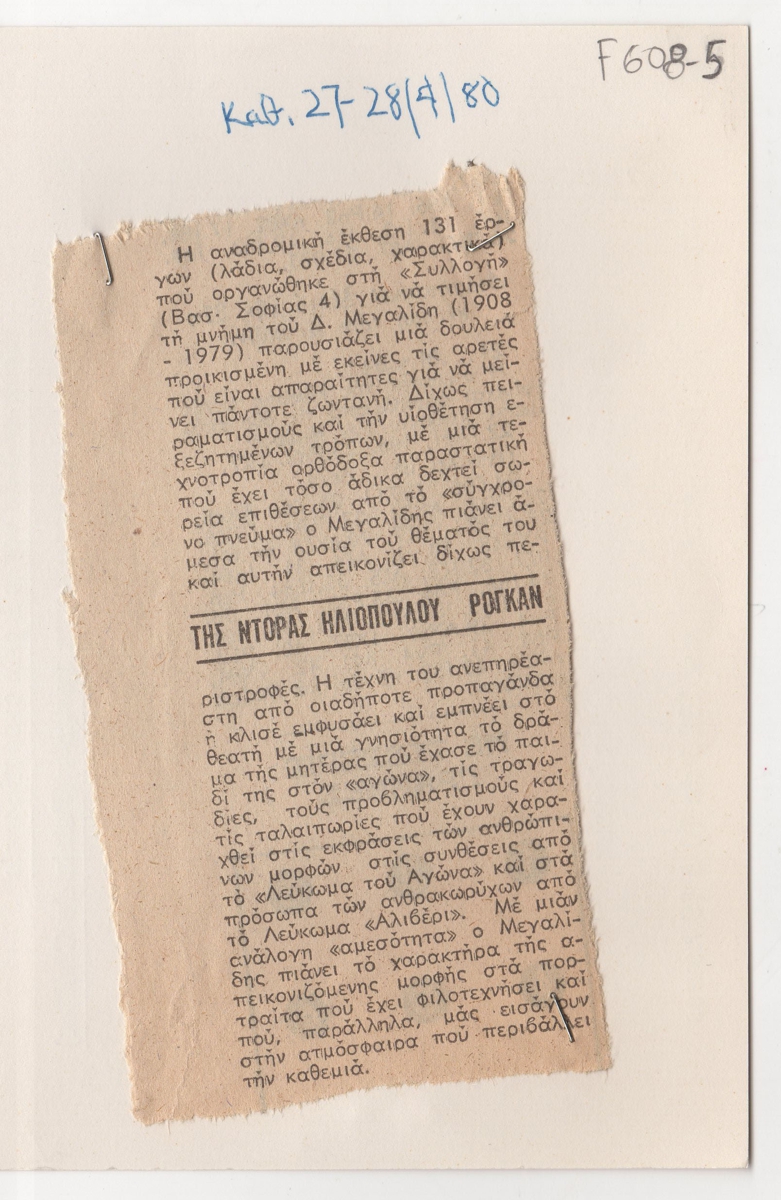 F608-5
Καθ. 27-28/4/80
Ἡ αναδρομική ἔκθεση 131 ἔρ-
γων (λάδια, σχέδια, χαρακτικά)
πού οργανώθηκε στή «Συλλογή»
(Βασ. Σοφίας 4) γιά νά τιμήσει
τή μνήμη τοῦ Δ. Μεγαλίδη (1908
- 1979) παρουσιάζει μιά δουλειά
προικισμένη μέ εκείνες τίς αρετές
πού είναι απαραίτητες γιά νά μεί-
νει πάντοτε ζωντανή. Δίχως πει-
ραματισμούς καί τήν υἱοθέτηση ε-
ξεζητημένων τρόπων, μέ μιά τε-
χνοτροπία ορθόδοξα παραστατική
πού έχει τόσο άδικα δεχτεί σω-
ρεία επιθέσεων από τό «σύγχρο-
νο πνεῦμα» ο Μεγαλίδης πιάνει ά-
μεσα τήν ουσία τοῦ θέματός του
καί αυτήν απεικονίζει δίχως πε-
ΤΗΣ ΝΤΟΡΑΣ ΗΛΙΟΠΟΥΛΟΥ ΡΟΓΚΑΝ
ριστροφές. Η τέχνη του ανεπηρέα-
στη από οιαδήποτε προπαγάνδα
ή κλισέ εμφυσάει καί εμπνέει στό
θεατή μέ μιά γνησιότητα τό δρά-
μα τῆς μητέρας πού έχασε τό παι-
δί της στόν «αγώνα», τίς τραγω-
δίες, τούς προβληματισμούς καί
τίς ταλαιπωρίες πού έχουν χαρα-
χθεί στίς εκφράσεις τών ανθρώπι-
νων μορφών στίς συνθέσεις από
τό «Λεύκωμα τοῦ Αγώνα» καί στά
πρόσωπα τών ανθρακωρύχων από
τό Λεύκωμα «Αλιβέρι». Μέ μιάν
ανάλογη «αμεσότητα» ο Μεγαλί-
δης πιάνει τό χαρακτήρα τής α-
πεικονιζόμενης μορφής στά πορ-
τραίτα πού έχει φιλοτεχνήσει καί
πού, παράλληλα, μάς εισάγουν
στήν ατμόσφαιρα πού περιβάλλει
τήν καθεμιά.